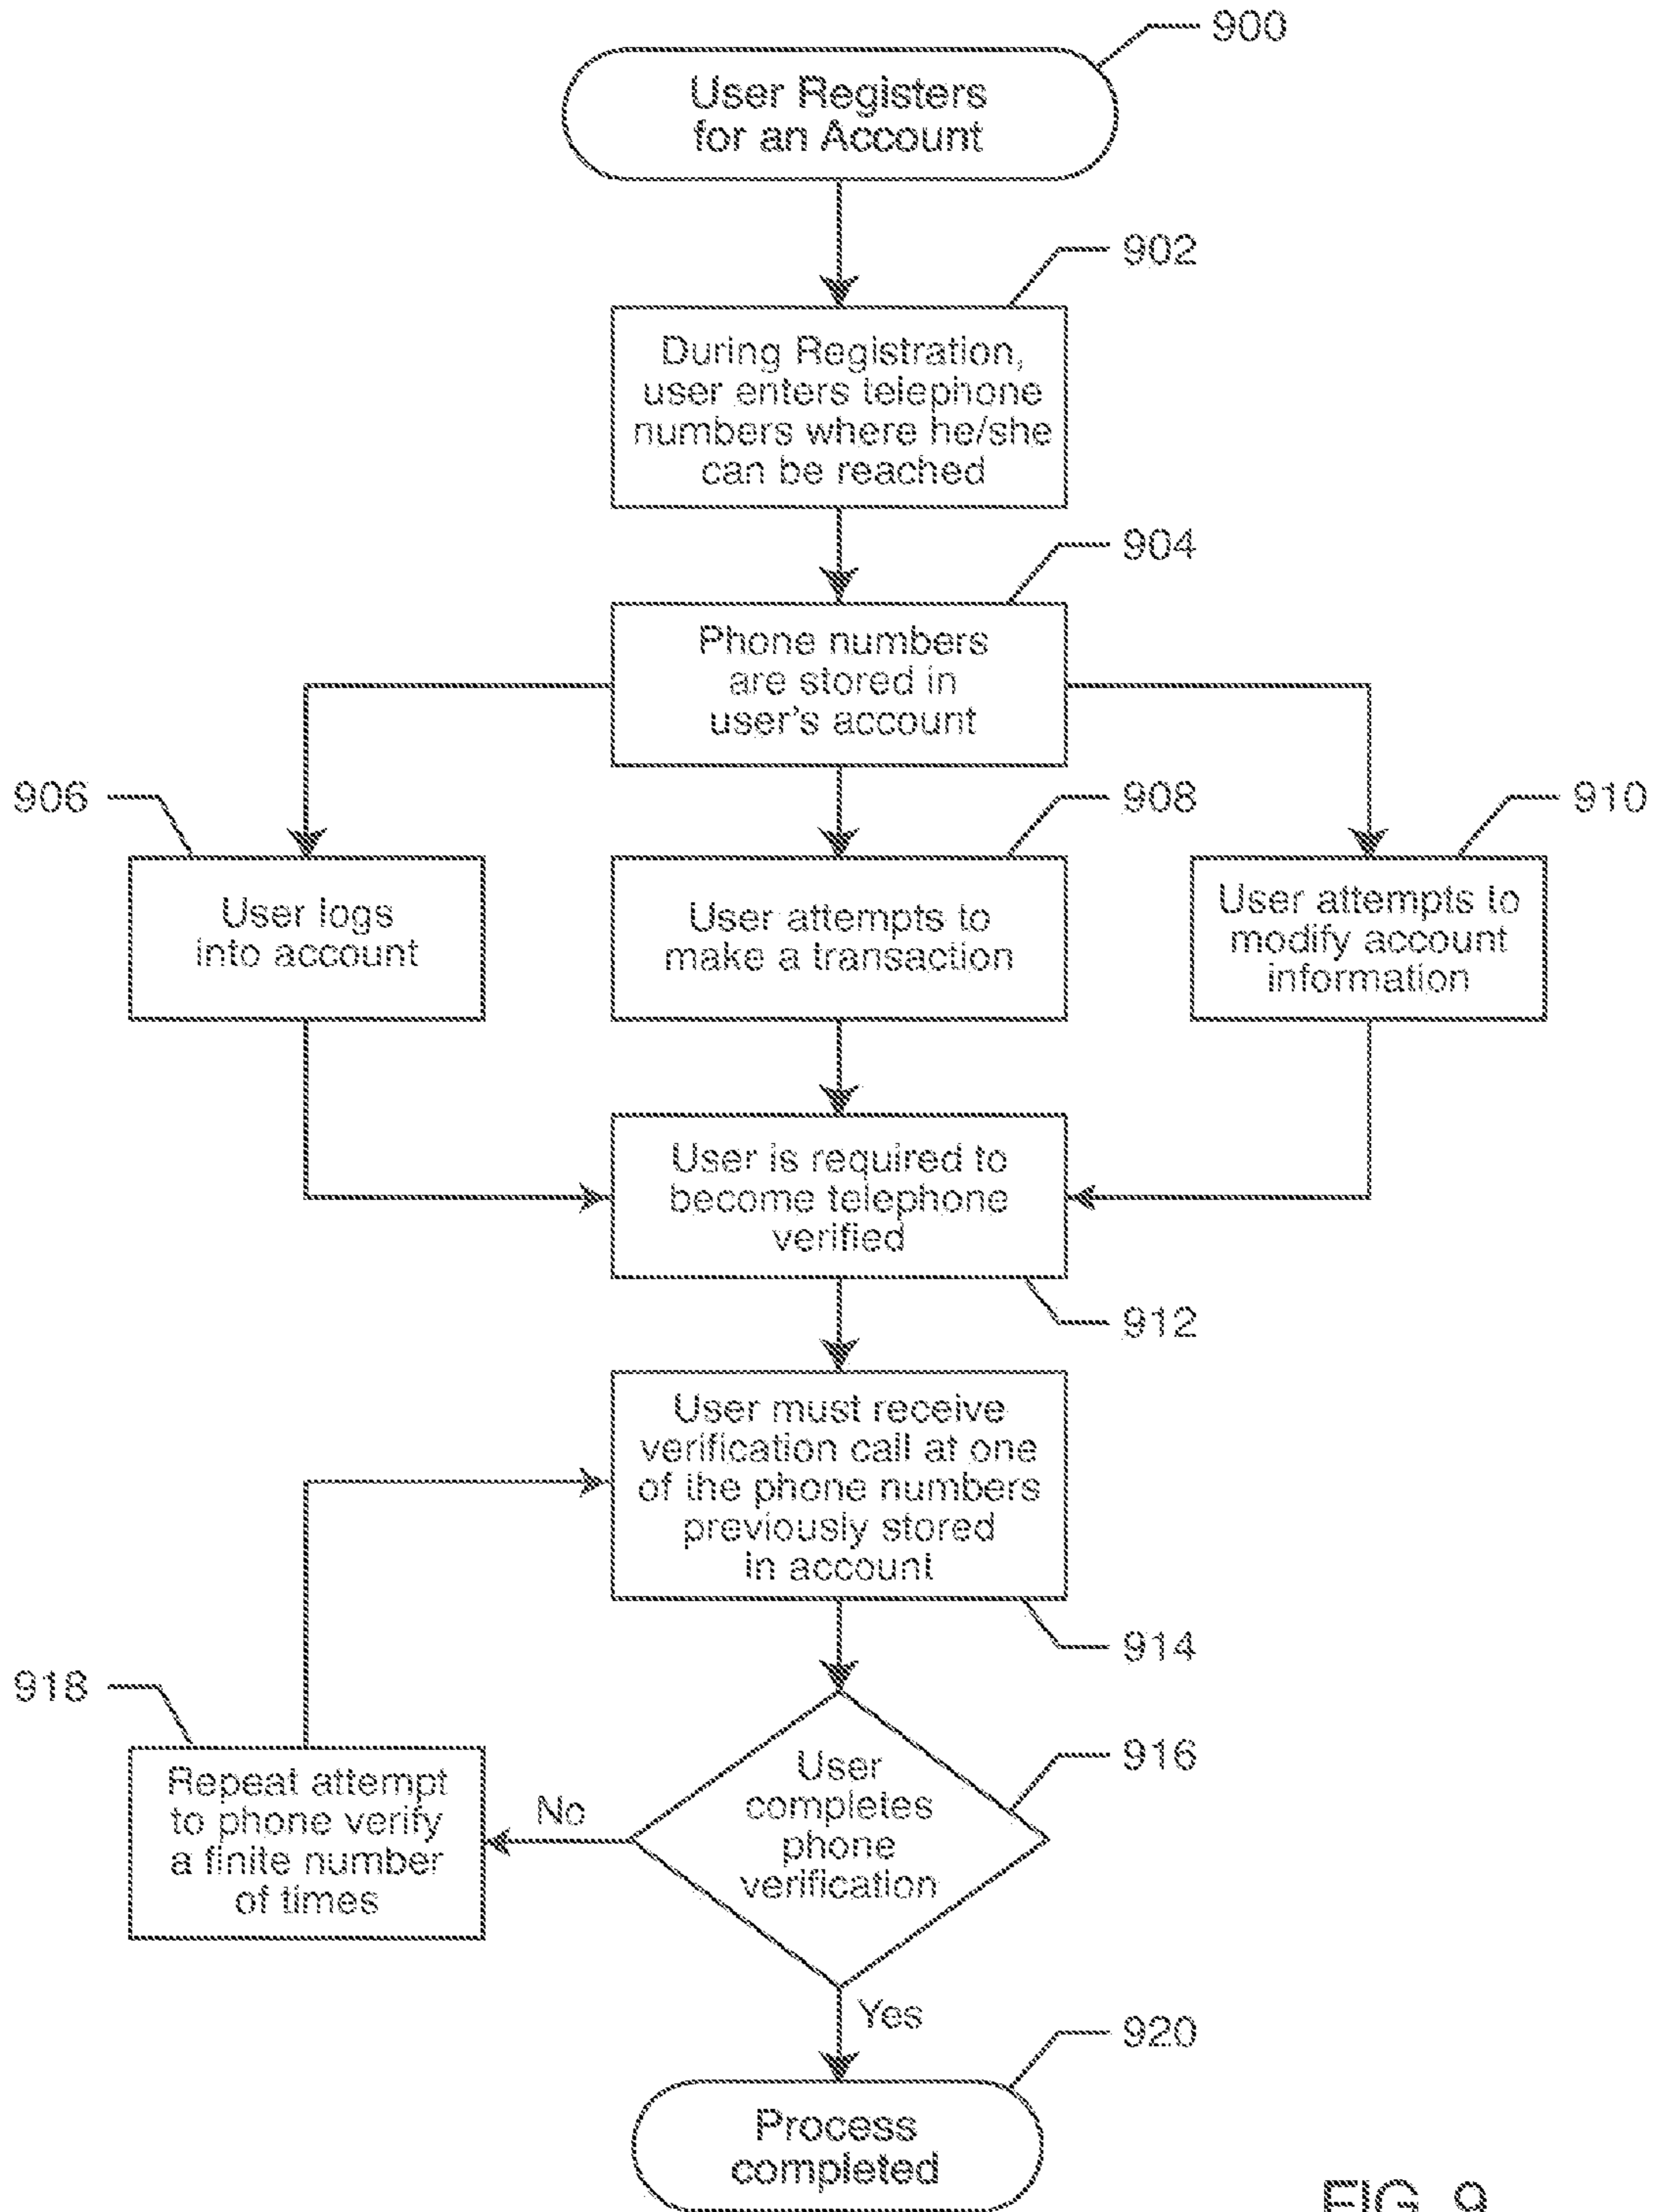 900
User Registers
for an Account
902
During Registration,
user enters telephone
numbers where he/she
can be reached
904
Phone numbers
are stored in
user's account
906
User logs
into account
908
User attempts to
make a transaction
910
User attempts to
modify account
information
User is required to
become telephone
verified
912
User must receive
verification call at one
of the phone numbers
previously stored
in account
914
918
Repeat attempt
to phone verify
a finite number
of times
No
916
User
completes
phone
verification
Yes
920
Process
completed
FIG. 9